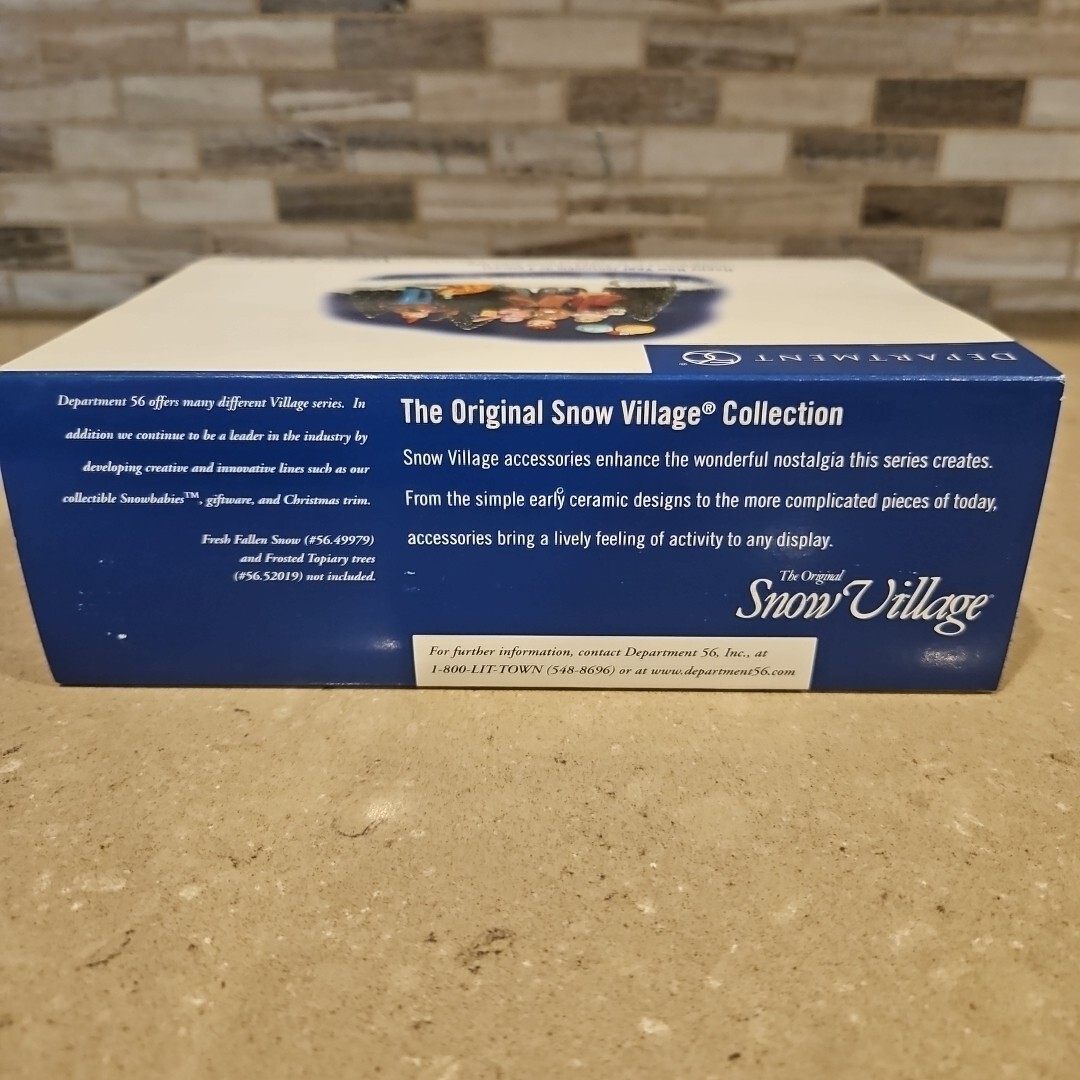 DEPARTMENT 56®
Department 56 offers many different Village series. In
addition we continue to be a leader in the industry by
developing creative and innovative lines such as our
collectible Snowbabies™, giftware, and Christmas trim.
Fresh Fallen Snow (#56.49979)
and Frosted Topiary trees
(#56.52019) not included.
The Original Snow Village® Collection
Snow Village accessories enhance the wonderful nostalgia this series creates.
From the simple early ceramic designs to the more complicated pieces of today,
accessories bring a lively feeling of activity to any display.
The Original
Snow Village
For further information, contact Department 56, Inc., at
1-800-LIT-TOWN (548-8696) or at www.department56.com